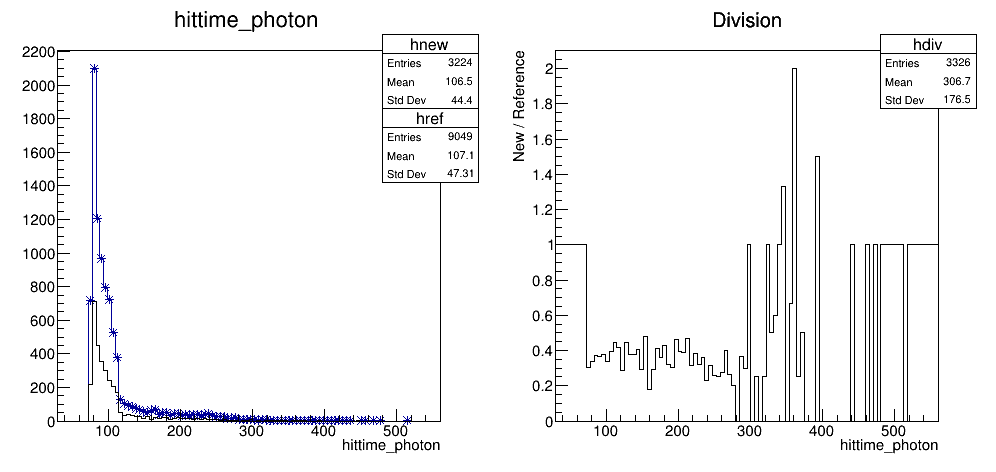 hittime_photon
hnew
Entries 3224
Mean 106.5
Std Dev 44.4
href
Entries 9049
Mean 107.1
Std Dev 47.31
2200
2000
1800
1600
1400
1200
1000
800
600
400
200
0
100 200 300 400 500
hittime_photon
Division
hdiv
Entries 3326
Mean 306.7
Std Dev 176.5
New / Reference
2
1.8
1.6
1.4
1.2
1
0.8
0.6
0.4
0.2
0
100 200 300 400 500
hittime_photon